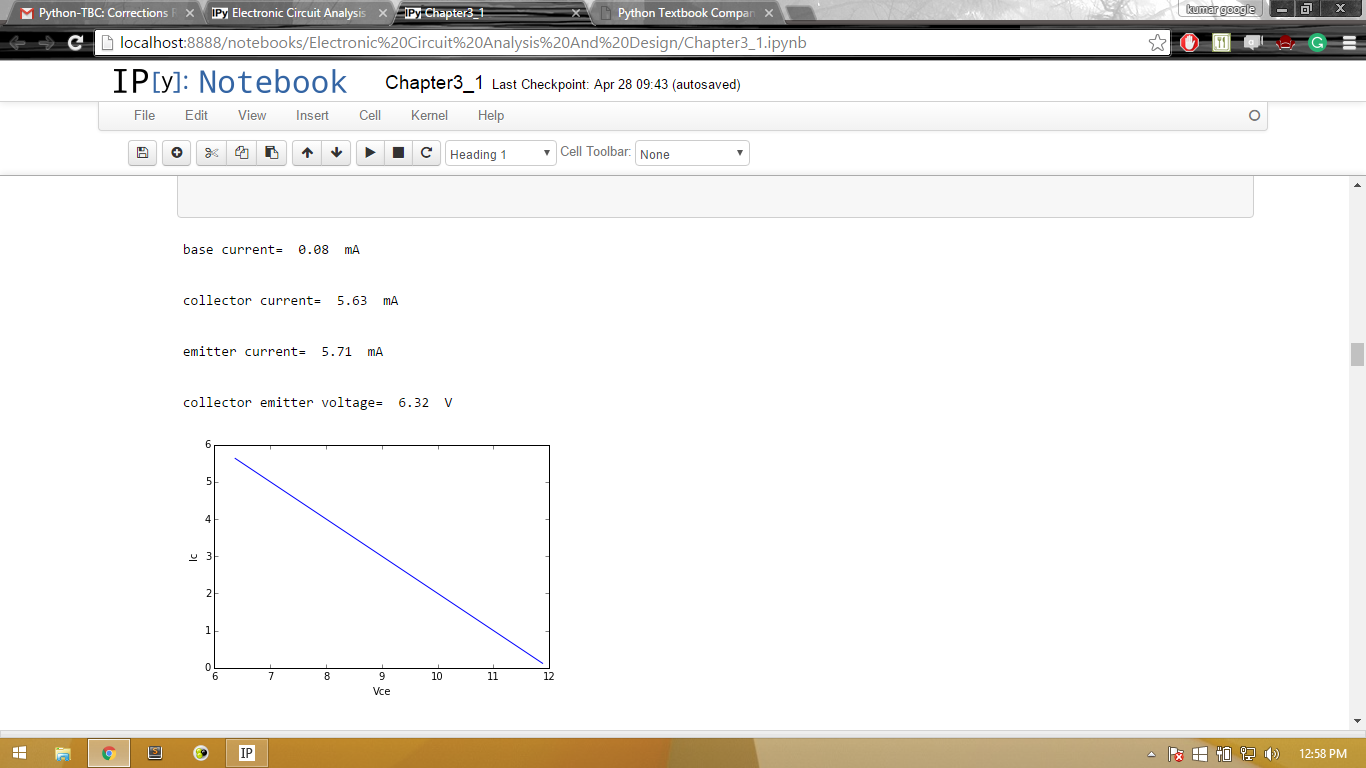 Python-TBC: Corrections R
IPy Electronic Circuit Analysis
IPy Chapter3_1
Python Textbook Compan
kumar google
localhost:8888/notebooks/Electronic%20Circuit%20Analysis%20And%20Design/Chapter3_1.ipynb
IP[y]: Notebook
Chapter3_1 Last Checkpoint: Apr 28 09:43 (autosaved)
File Edit View Insert Cell Kernel Help
Heading 1 Cell Toolbar: None
base current=  0.08  mA
collector current=  5.63  mA
emitter current=  5.71  mA
collector emitter voltage=  6.32  V
6
5
4
3
2
1
0
Ic
6 7 8 9 10 11 12
Vce
IP
12:58 PM